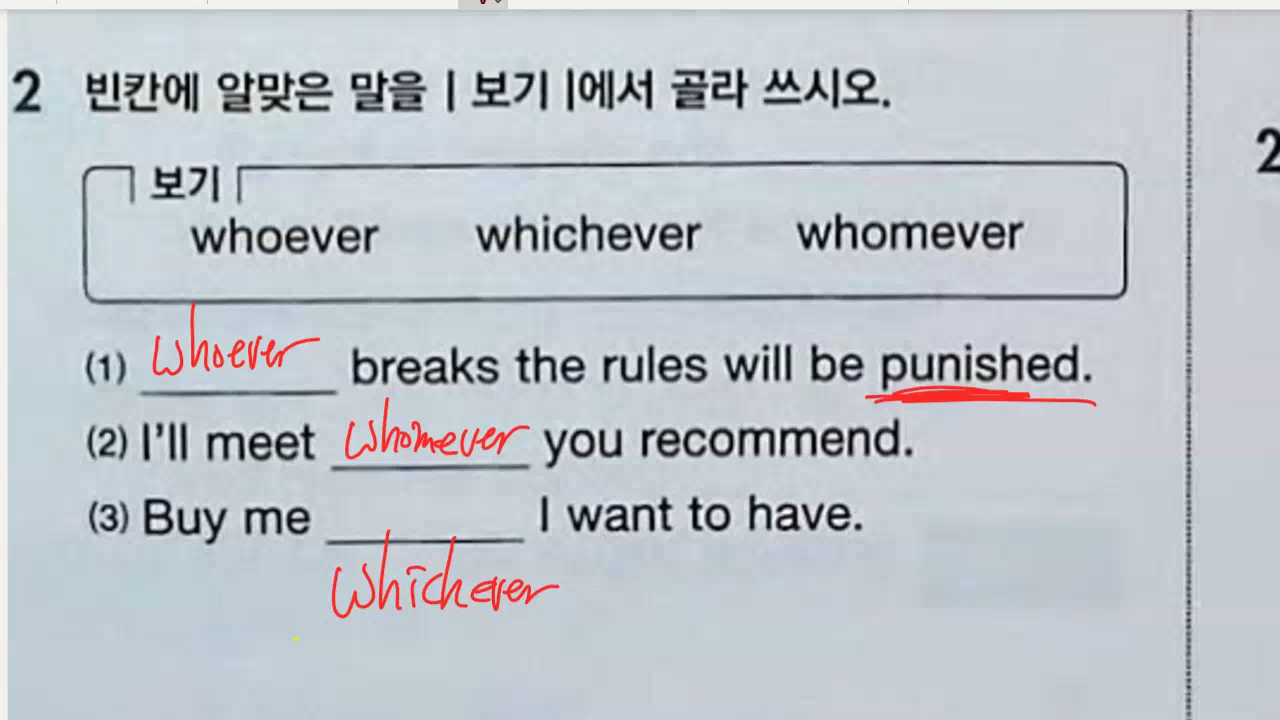 2 빈칸에 알맞은 말을 | 보기 |에서 골라 쓰시오.
보기
whoever whichever whomever
(1) whoever breaks the rules will be punished.
(2) I'll meet whomever you recommend.
(3) Buy me ________ I want to have.
whichever
2